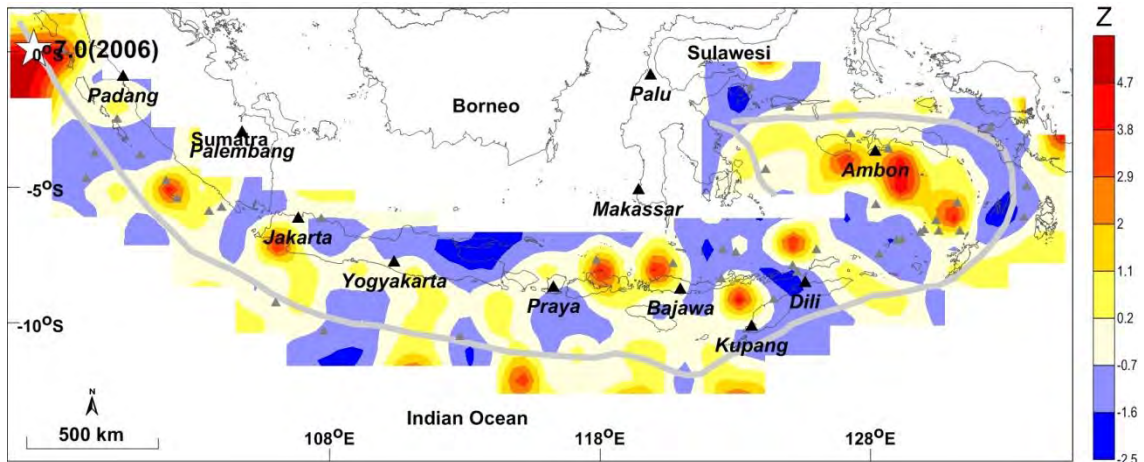 Z
0°S 7.0(2006)
Padang
Sumatra
Palembang
Borneo
Sulawesi
Palu
Makassar
Ambon
-5°S
Jakarta
Yogyakarta
Praya
Bajawa
Dili
Kupang
-10°S
Indian Ocean
N
500 km
108°E
118°E
128°E
4.7
3.8
2.9
2
1.1
0.2
-0.7
-1.6
-2.5